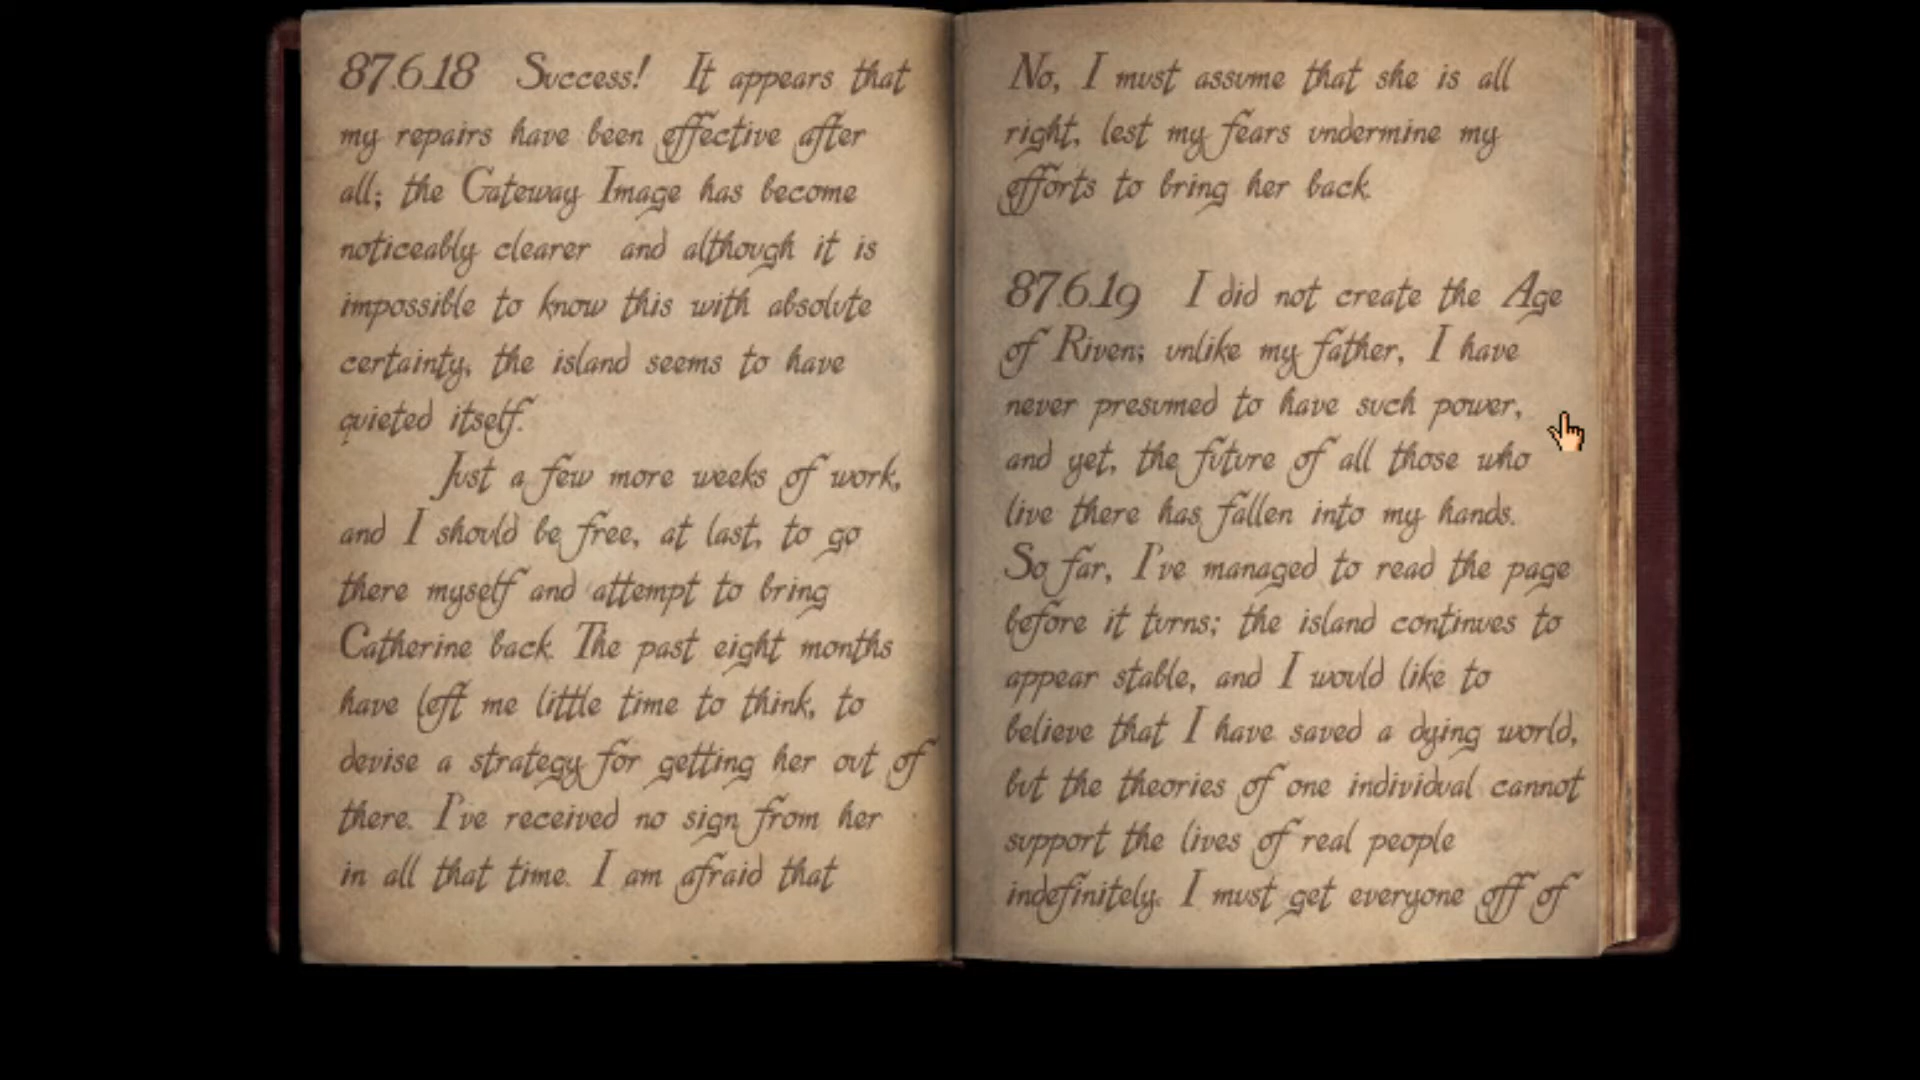 87.6.18 Success! It appears that
my repairs have been effective after
all; the Gateway Image has become
noticeably clearer and although it is
impossible to know this with absolute
certainty, the island seems to have
quieted itself.
Just a few more weeks of work,
and I should be free, at last, to go
there myself and attempt to bring
Catherine back. The past eight months
have left me little time to think, to
devise a strategy for getting her out of
there. I've received no sign from her
in all that time. I am afraid that
No, I must assume that she is all
right, lest my fears undermine my
efforts to bring her back.
87.6.19 I did not create the Age
of Riven; unlike my father, I have
never presumed to have such power,
and yet, the future of all those who
live there has fallen into my hands.
So far, I've managed to read the page
before it turns; the island continues to
appear stable, and I would like to
believe that I have saved a dying world,
but the theories of one individual cannot
support the lives of real people
indefinitely. I must get everyone off of